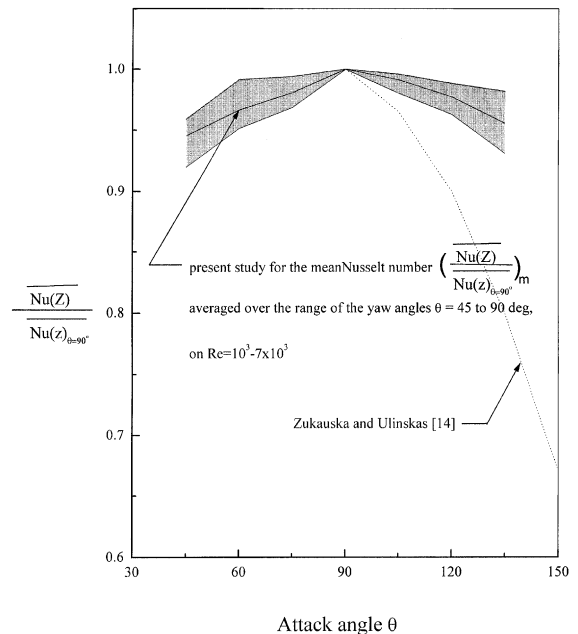 1.0
0.9
0.8
0.7
0.6
30
60
90
120
150
Nu(Z)
Nu(z)θ=90°
present study for the meanNusselt number (Nu(Z)
Nu(z)θ=90°)m
averaged over the range of the yaw angles θ = 45 to 90 deg,
on Re=10³-7x10³
Zukauska and Ulinskas [14]
Attack angle θ